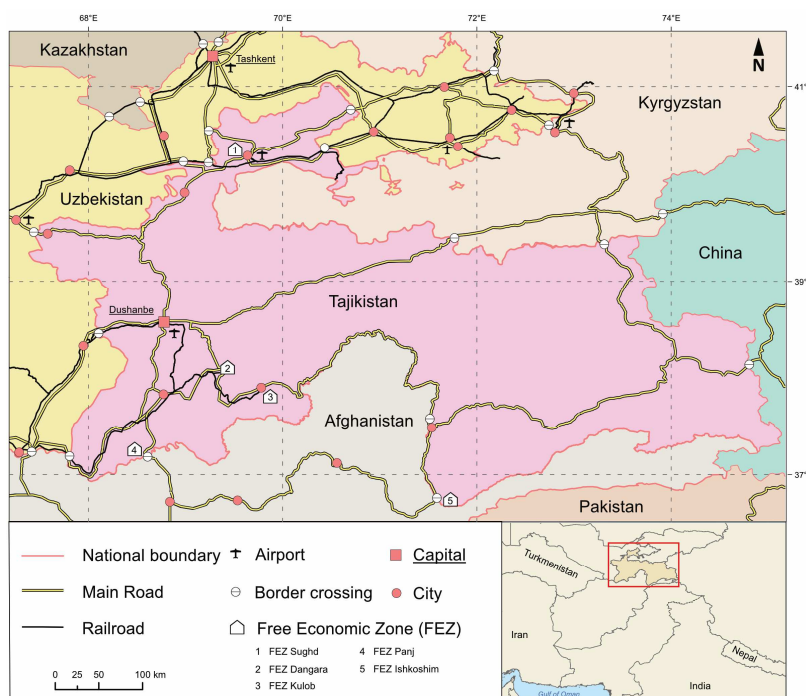 68°E 70°E 72°E 74°E
Kazakhstan
Tashkent
N
41°
Kyrgyzstan
1
Uzbekistan
China
39°
Dushanbe
Tajikistan
2
3
Afghanistan
4
37°
5
Pakistan
National boundary Airport Capital
Main Road Border crossing City
Railroad Free Economic Zone (FEZ)
1 FEZ Sughd 4 FEZ Panj
2 FEZ Dangara 5 FEZ Ishkoshim
3 FEZ Kulob
0 25 50 100 km
Turkmenistan
Iran
Nepal
India
Gulf of Oman